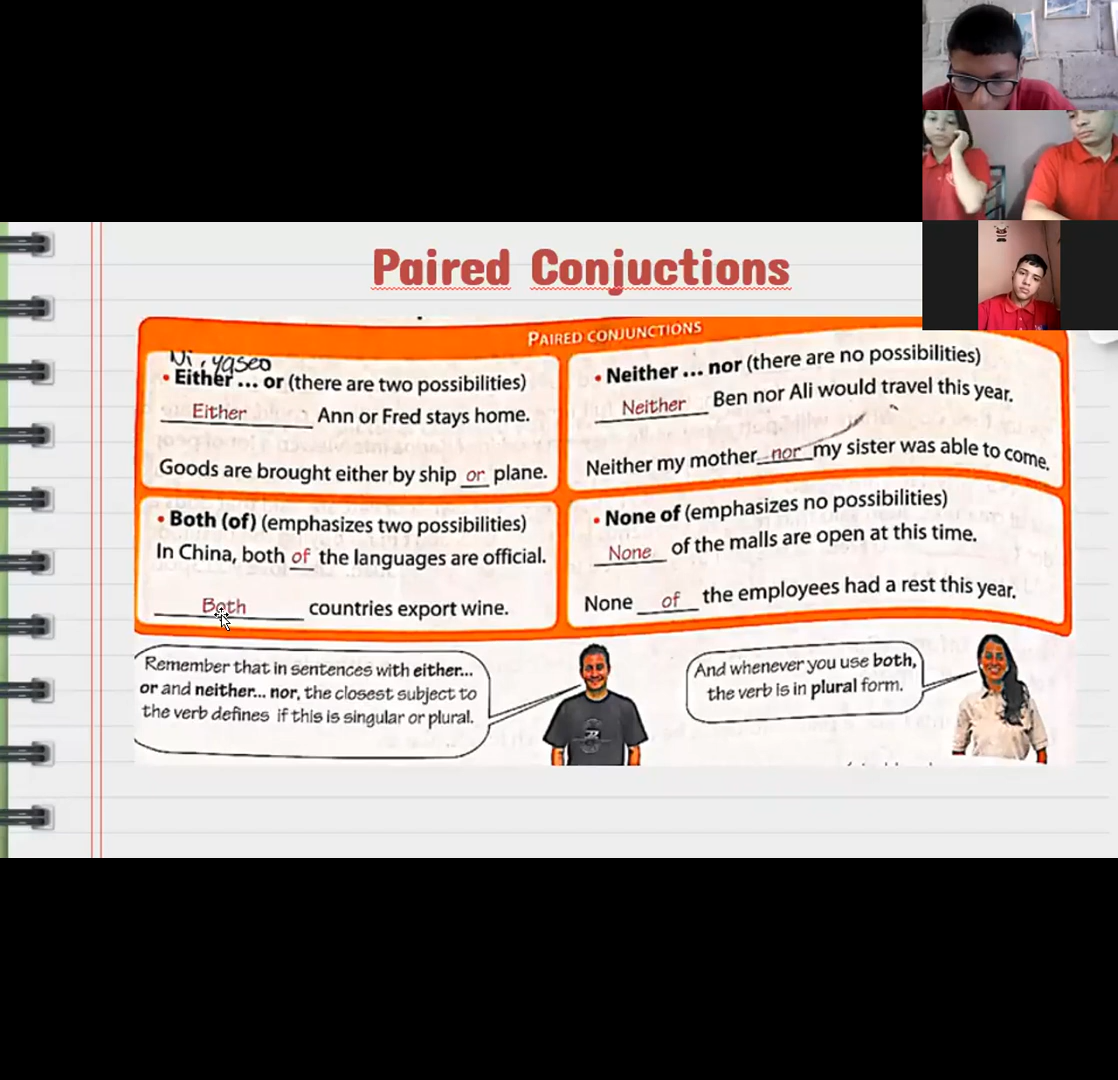 Paired Conjuctions
PAIRED CONJUNCTIONS
• Either ... or (there are two possibilities)
Either Ann or Fred stays home.
Goods are brought either by ship or plane.
• Neither ... nor (there are no possibilities)
Neither Ben nor Ali would travel this year.
Neither my mother nor my sister was able to come.
• Both (of) (emphasizes two possibilities)
In China, both of the languages are official.
Both countries export wine.
• None of (emphasizes no possibilities)
None of the malls are open at this time.
None of the employees had a rest this year.
Remember that in sentences with either...
or and neither... nor, the closest subject to
the verb defines if this is singular or plural.
And whenever you use both,
the verb is in plural form.